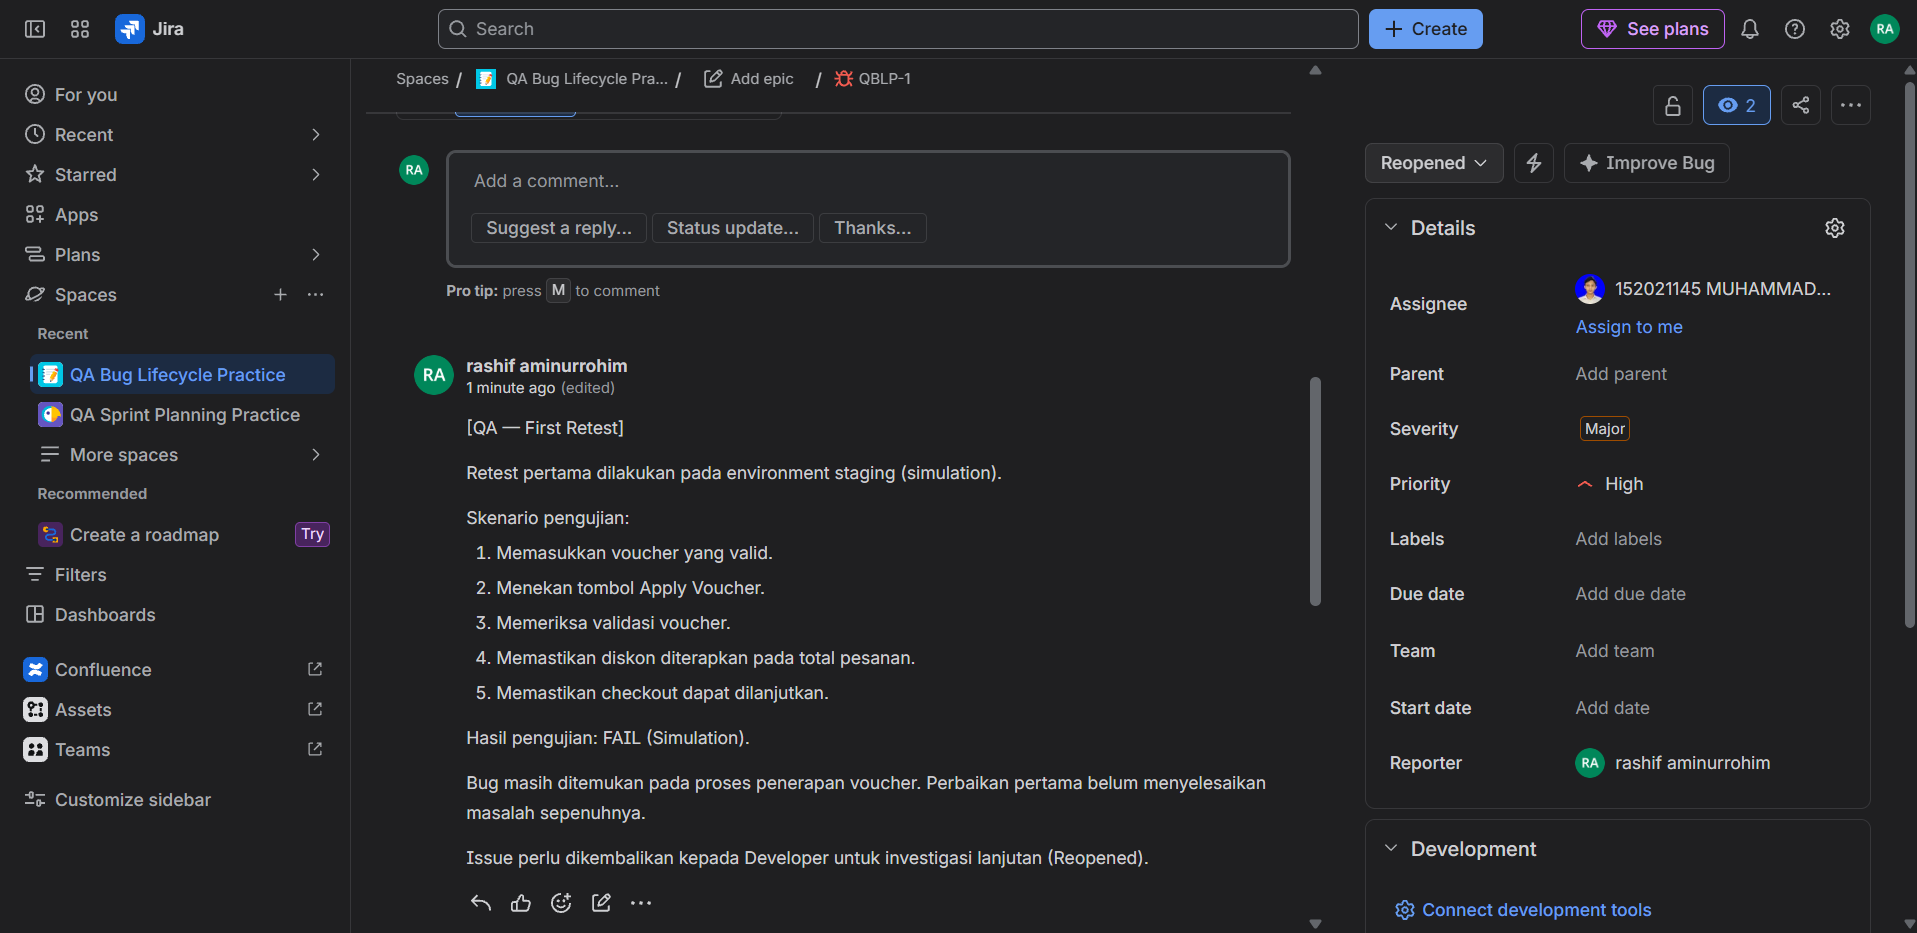 Jira
Search
Create
See plans
RA
For you
Recent
Starred
Apps
Plans
Spaces
Recent
QA Bug Lifecycle Practice
QA Sprint Planning Practice
More spaces
Recommended
Create a roadmap
Try
Filters
Dashboards
Confluence
Assets
Teams
Customize sidebar
Spaces / QA Bug Lifecycle Pra... / Add epic / QBLP-1
RA
Add a comment...
Suggest a reply...
Status update...
Thanks...
Pro tip: press M to comment
RA
rashif aminurrohim
1 minute ago (edited)
[QA — First Retest]
Retest pertama dilakukan pada environment staging (simulation).
Skenario pengujian:
1. Memasukkan voucher yang valid.
2. Menekan tombol Apply Voucher.
3. Memeriksa validasi voucher.
4. Memastikan diskon diterapkan pada total pesanan.
5. Memastikan checkout dapat dilanjutkan.
Hasil pengujian: FAIL (Simulation).
Bug masih ditemukan pada proses penerapan voucher. Perbaikan pertama belum menyelesaikan
masalah sepenuhnya.
Issue perlu dikembalikan kepada Developer untuk investigasi lanjutan (Reopened).
2
Reopened
Improve Bug
Details
Assignee
152021145 MUHAMMAD...
Assign to me
Parent
Add parent
Severity
Major
Priority
High
Labels
Add labels
Due date
Add due date
Team
Add team
Start date
Add date
Reporter
RA rashif aminurrohim
Development
Connect development tools